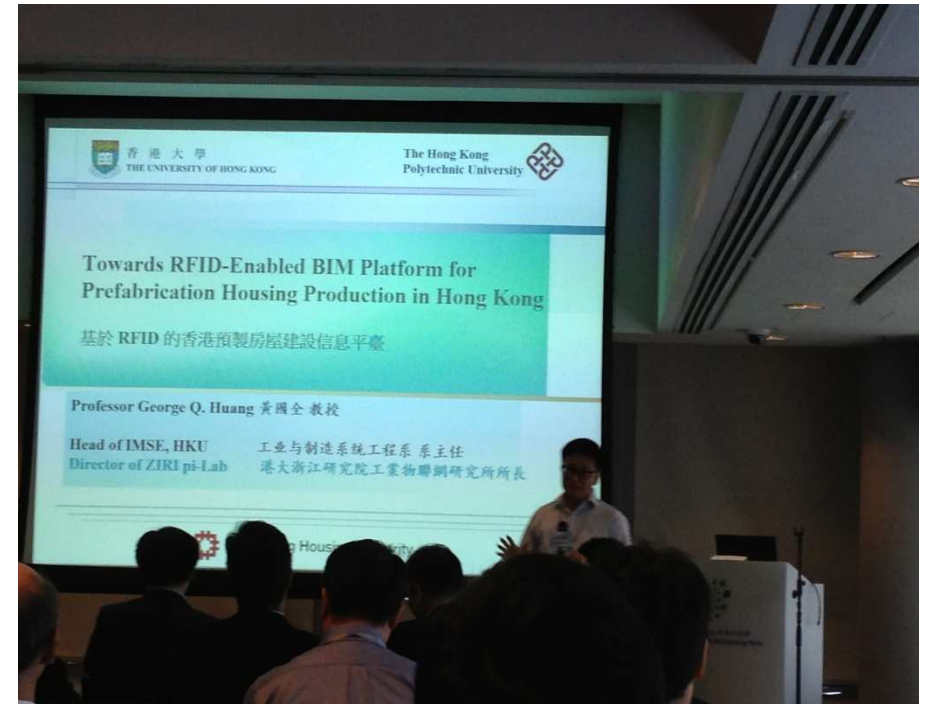 香港大學
THE UNIVERSITY OF HONG KONG
The Hong Kong
Polytechnic University
Towards RFID-Enabled BIM Platform for
Prefabrication Housing Production in Hong Kong
基於 RFID 的香港預製房屋建設信息平臺
Professor George Q. Huang 黃國全 教授
Head of IMSE, HKU 工业与制造系统工程系 系主任
Director of ZIRI pi-Lab 港大浙江研究院工業物聯網研究所所長